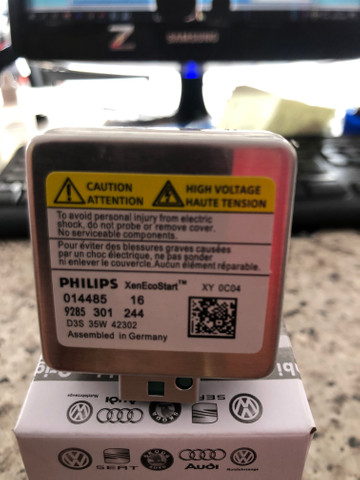 Z
SAMSUNG
CAUTION
ATTENTION
HIGH VOLTAGE
HAUTE TENSION
To avoid personal injury from electric
shock, do not probe or remove cover.
No serviceable components.
Pour éviter des blessures graves causées
par un choc électrique, ne pas sonder
ni enlever le couvercle.Aucun élément réparable.
PHILIPS XenEcoStart™ XY 0C04
014485 16
9285 301 244
D3S 35W 42302
Assembled in Germany
Audi
SEAT
Audi